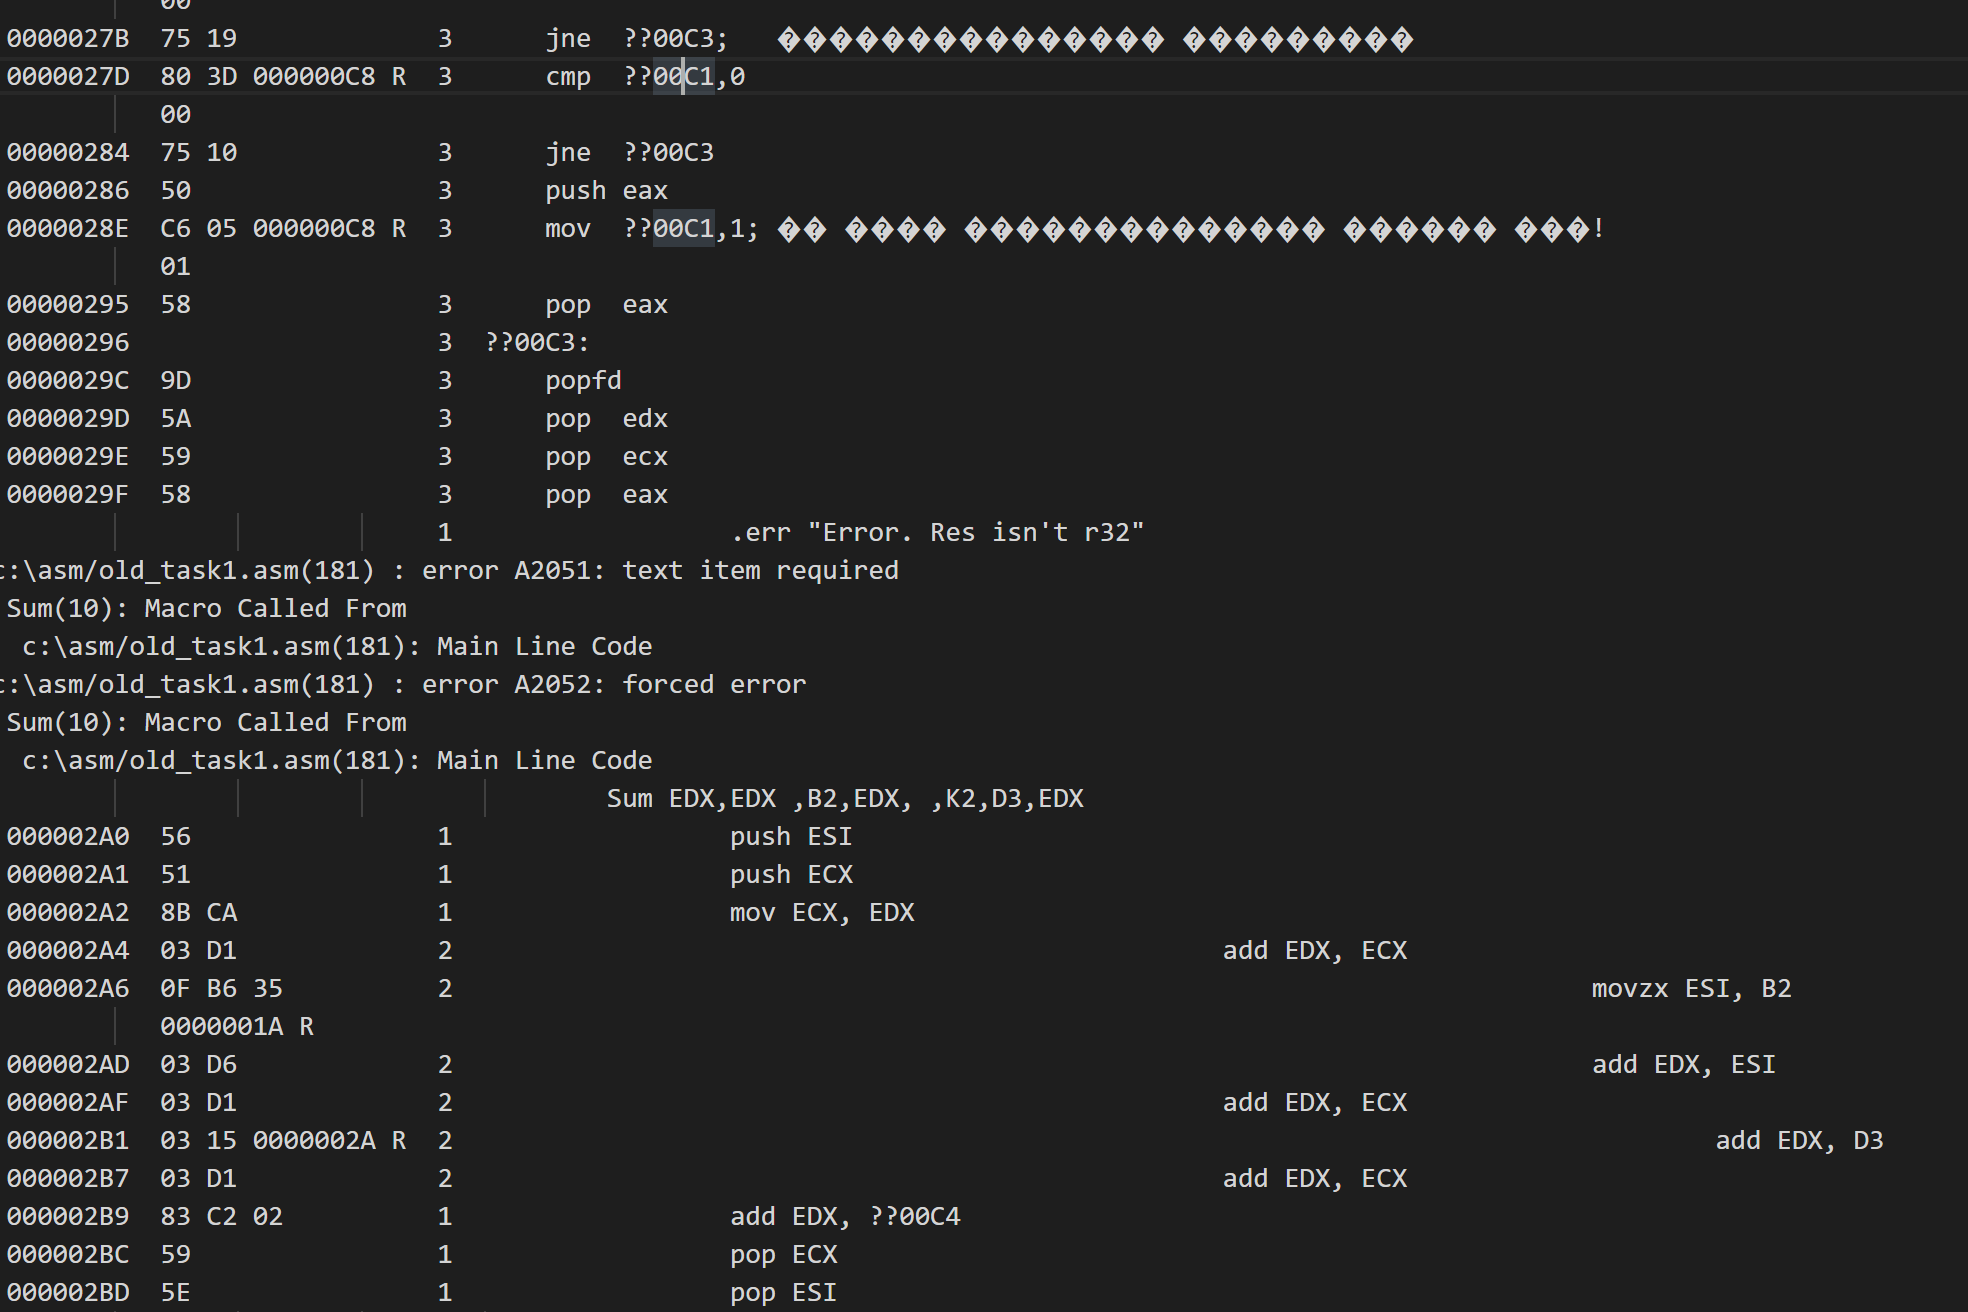 00
0000027B  75 19             3      jne  ??00C3;   ����������������� ���������
0000027D  80 3D 000000C8 R  3      cmp  ??00C1,0
00
00000284  75 10             3      jne  ??00C3
00000286  50                3      push eax
0000028E  C6 05 000000C8 R  3      mov  ??00C1,1; �� ���� �������������� ������ ���!
01
00000295  58                3      pop  eax
00000296                    3  ??00C3:
0000029C  9D                3      popfd
0000029D  5A                3      pop  edx
0000029E  59                3      pop  ecx
0000029F  58                3      pop  eax
1                  .err "Error. Res isn't r32"
c:\asm/old_task1.asm(181) : error A2051: text item required
Sum(10): Macro Called From
c:\asm/old_task1.asm(181): Main Line Code
c:\asm/old_task1.asm(181) : error A2052: forced error
Sum(10): Macro Called From
c:\asm/old_task1.asm(181): Main Line Code
Sum EDX,EDX ,B2,EDX, ,K2,D3,EDX
000002A0  56                1                  push ESI
000002A1  51                1                  push ECX
000002A2  8B CA             1                  mov ECX, EDX
000002A4  03 D1             2                  add EDX, ECX
000002A6  0F B6 35          2                  movzx ESI, B2
0000001A R
000002AD  03 D6             2                  add EDX, ESI
000002AF  03 D1             2                  add EDX, ECX
000002B1  03 15 0000002A R  2                  add EDX, D3
000002B7  03 D1             2                  add EDX, ECX
000002B9  83 C2 02          1                  add EDX, ??00C4
000002BC  59                1                  pop ECX
000002BD  5E                1                  pop ESI